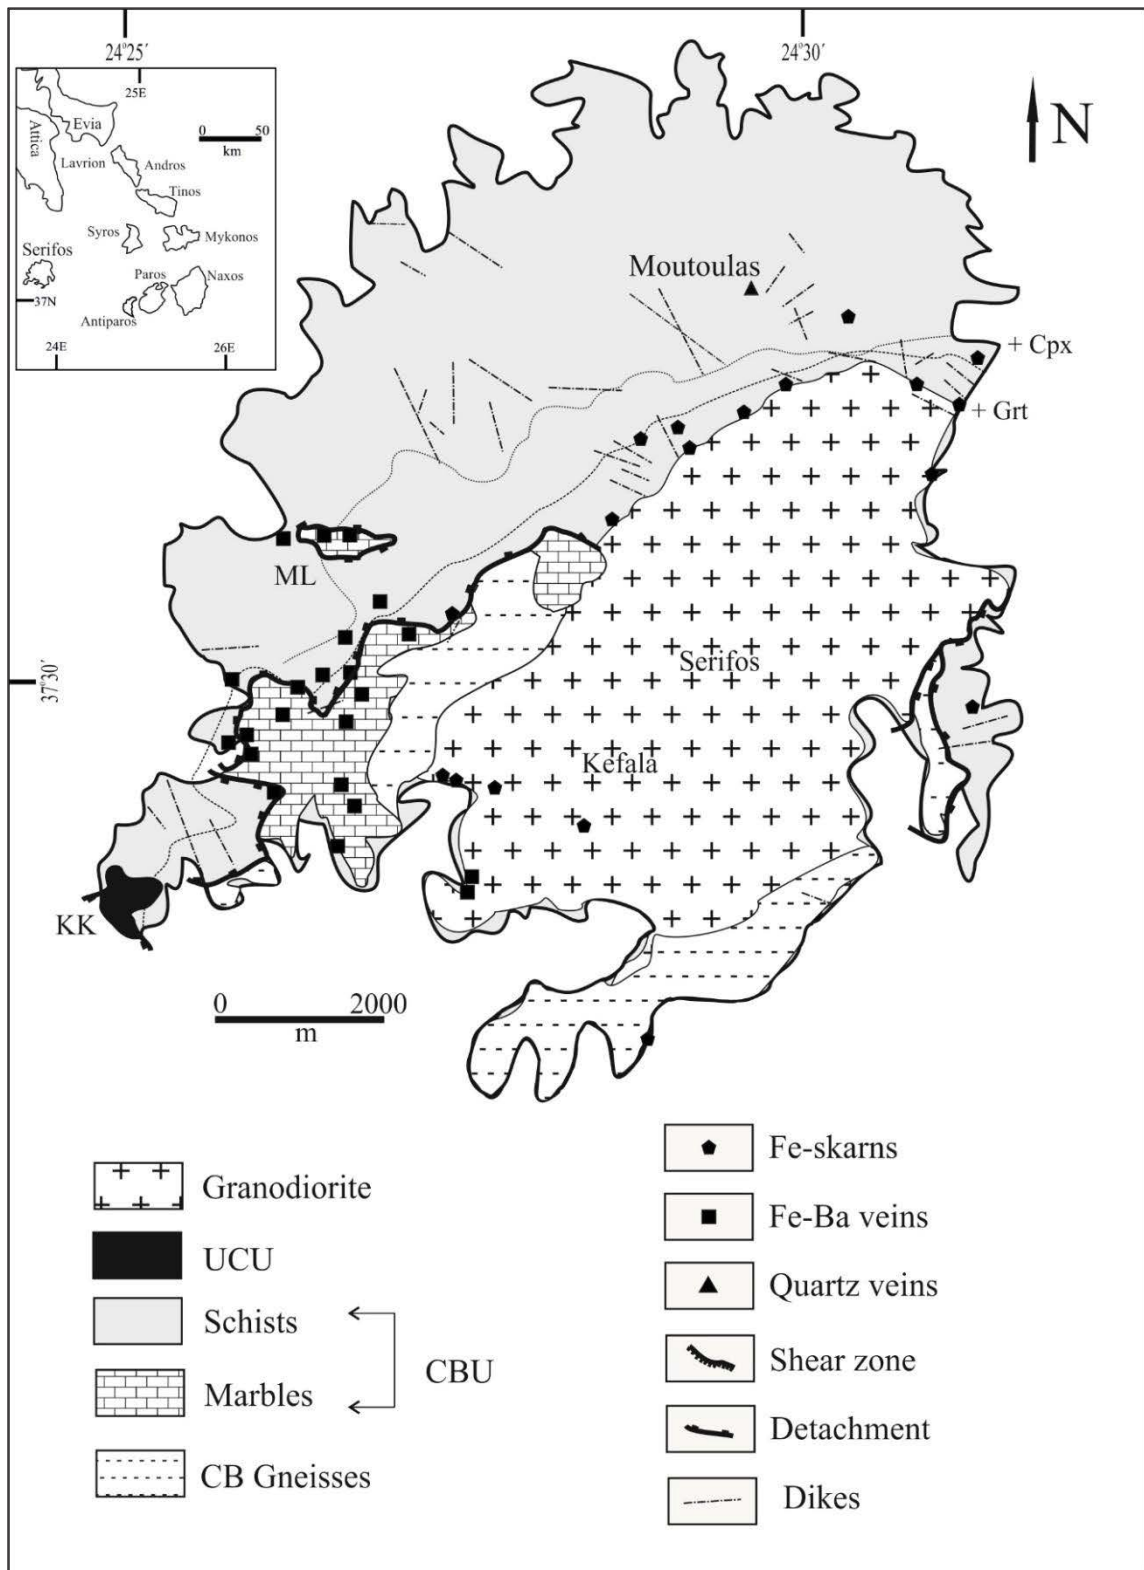 24°25′
24°30′
25E
Evia
Attica
0 50
km
Lavrion
Andros
Tinos
Syros
Mykonos
Serifos
Paros
Naxos
37N
Antiparos
24E
26E
N
Moutoulas
+ Cpx
+ Grt
ML
37°30′
Serifos
Kefala
KK
0 2000
m
Granodiorite
UCU
Schists
CBU
Marbles
CB Gneisses
Fe-skarns
Fe-Ba veins
Quartz veins
Shear zone
Detachment
Dikes